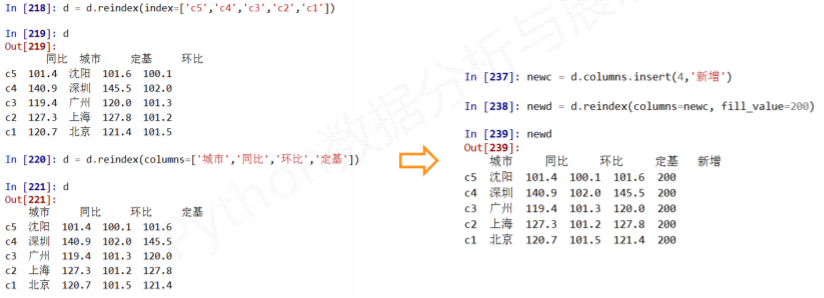 In [218]: d = d.reindex(index=['c5','c4','c3','c2','c1'])
In [219]: d
Out[219]:
同比 城市 定基 环比
c5 101.4 沈阳 101.6 100.1
c4 140.9 深圳 145.5 102.0
c3 119.4 广州 120.0 101.3
c2 127.3 上海 127.8 101.2
c1 120.7 北京 121.4 101.5
In [220]: d = d.reindex(columns=['城市','同比','环比','定基'])
In [221]: d
Out[221]:
城市 同比 环比 定基
c5 沈阳 101.4 100.1 101.6
c4 深圳 140.9 102.0 145.5
c3 广州 119.4 101.3 120.0
c2 上海 127.3 101.2 127.8
c1 北京 120.7 101.5 121.4
In [237]: newc = d.columns.insert(4,'新增')
In [238]: newd = d.reindex(columns=newc, fill_value=200)
In [239]: newd
Out[239]:
城市 同比 环比 定基 新增
c5 沈阳 101.4 100.1 101.6 200
c4 深圳 140.9 102.0 145.5 200
c3 广州 119.4 101.3 120.0 200
c2 上海 127.3 101.2 127.8 200
c1 北京 120.7 101.5 121.4 200
Python数据分析与展